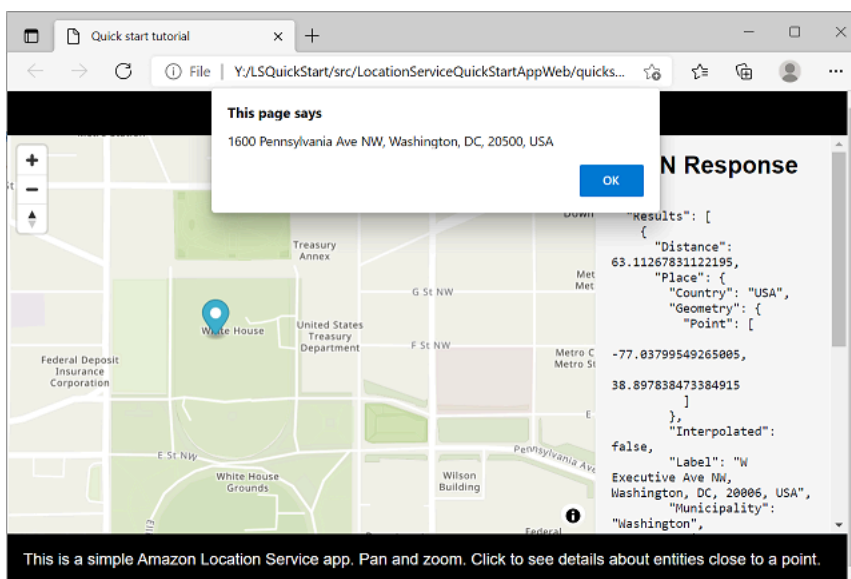 Quick start tutorial
File
Y:/LSQuickStart/src/LocationServiceQuickStartAppWeb/quicks...
This page says
1600 Pennsylvania Ave NW, Washington, DC, 20500, USA
OK
N Response
Treasury
Annex
G St NW
Met
Met
White House
United States
Treasury
Department
F St NW
Federal Deposit
Insurance
Corporation
Metro C
Metro St
E
E St NW
Pennsylvania Ave
White House
Grounds
Wilson
Building
Federal
"Results": [
{
"Distance":
63.11267831122195,
"Place": {
"Country": "USA",
"Geometry": {
"Point": [
-77.03799549265005,
38.897838473384915
]
},
"Interpolated":
false,
"Label": "W
Executive Ave NW,
Washington, DC, 20006, USA",
"Municipality":
"Washington",
This is a simple Amazon Location Service app. Pan and zoom. Click to see details about entities close to a point.